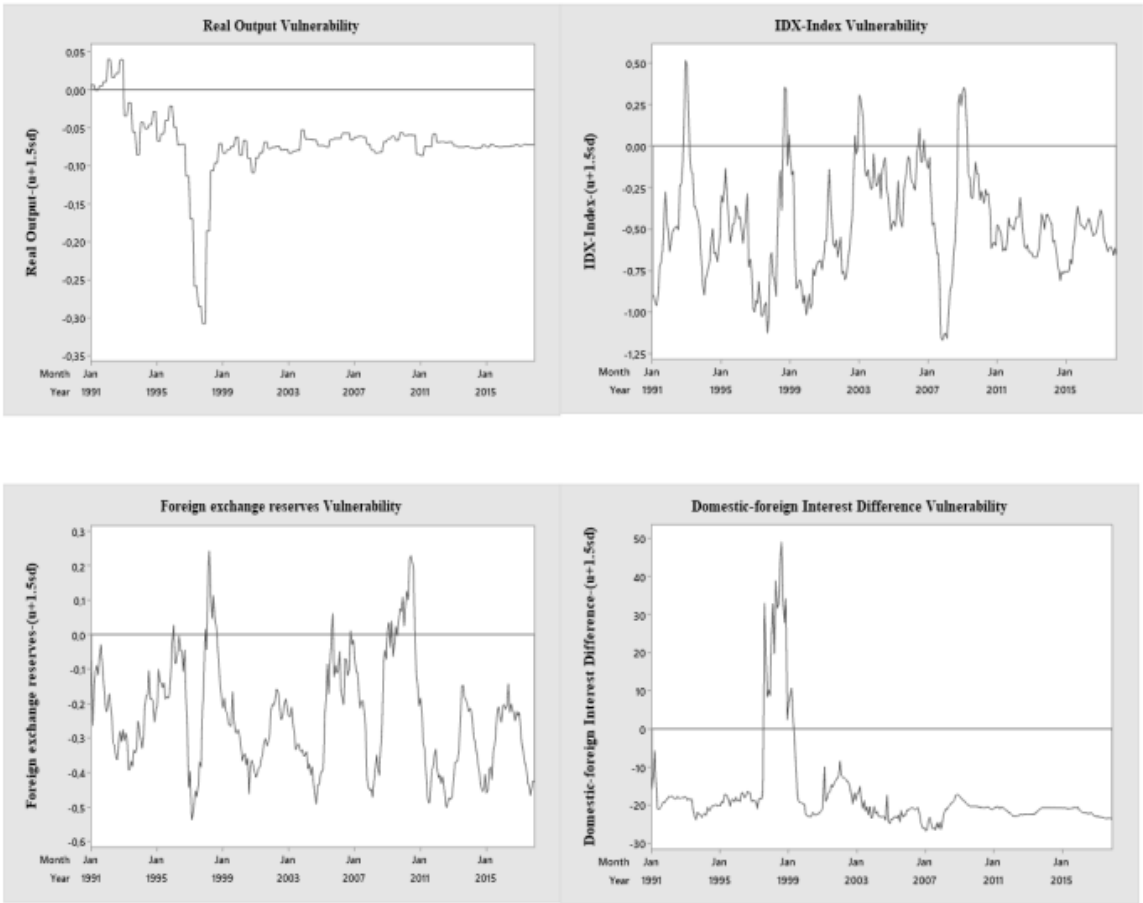 Real Output Vulnerability
Real Output-(u+1.5sd)
0,05
0,00
-0,05
-0,10
-0,15
-0,20
-0,25
-0,30
-0,35
Month Jan Jan Jan Jan Jan Jan Jan
Year 1991 1995 1999 2003 2007 2011 2015
IDX-Index Vulnerability
IDX-Index-(u+1.5sd)
0,50
0,25
0,00
-0,25
-0,50
-0,75
-1,00
-1,25
Month Jan Jan Jan Jan Jan Jan Jan
Year 1991 1995 1999 2003 2007 2011 2015
Foreign exchange reserves Vulnerability
Foreign exchange reserves-(u+1.5sd)
0,3
0,2
0,1
0,0
-0,1
-0,2
-0,3
-0,4
-0,5
-0,6
Month Jan Jan Jan Jan Jan Jan Jan
Year 1991 1995 1999 2003 2007 2011 2015
Domestic-foreign Interest Difference Vulnerability
Domestic-foreign Interest Difference-(u+1.5sd)
50
40
30
20
10
0
-10
-20
-30
Month Jan Jan Jan Jan Jan Jan Jan
Year 1991 1995 1999 2003 2007 2011 2015